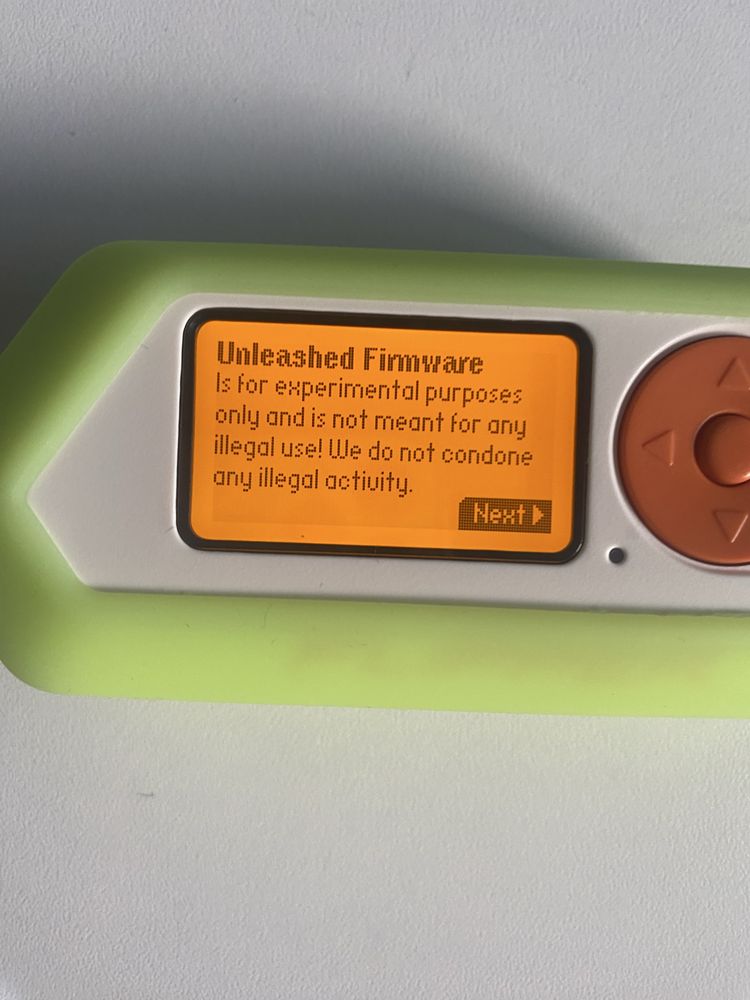 Unleashed Firmware
Is for experimental purposes
only and is not meant for any
illegal use! We do not condone
any illegal activity.
Next